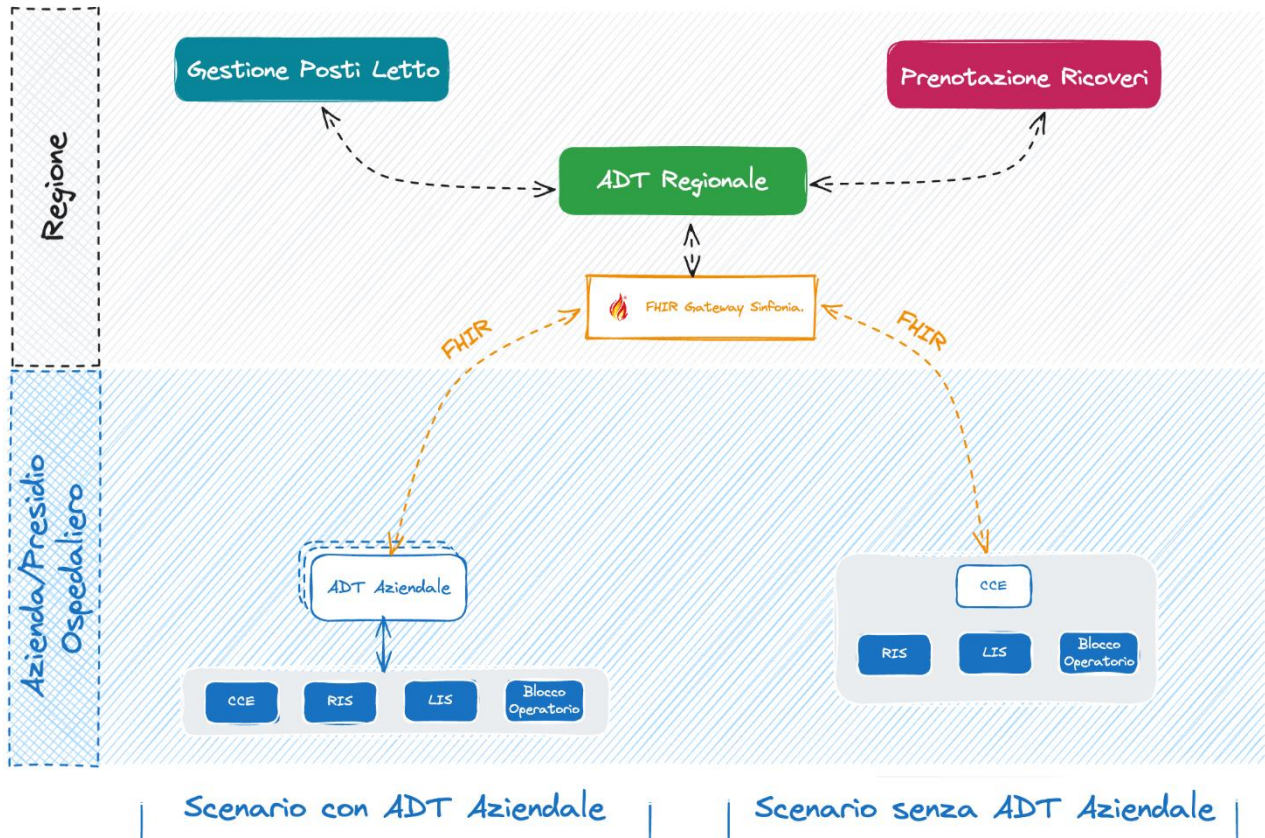 Gestione Posti Letto
Prenotazione Ricoveri
Regione
ADT Regionale
FHIR Gateway Sinfonia.
FHIR
FHIR
Azienda/Presidio
Ospedaliero
ADT Aziendale
CCE
RIS
LIS
Blocco
Operatorio
CCE
RIS
LIS
Blocco
Operatorio
Scenario con ADT Aziendale
Scenario senza ADT Aziendale